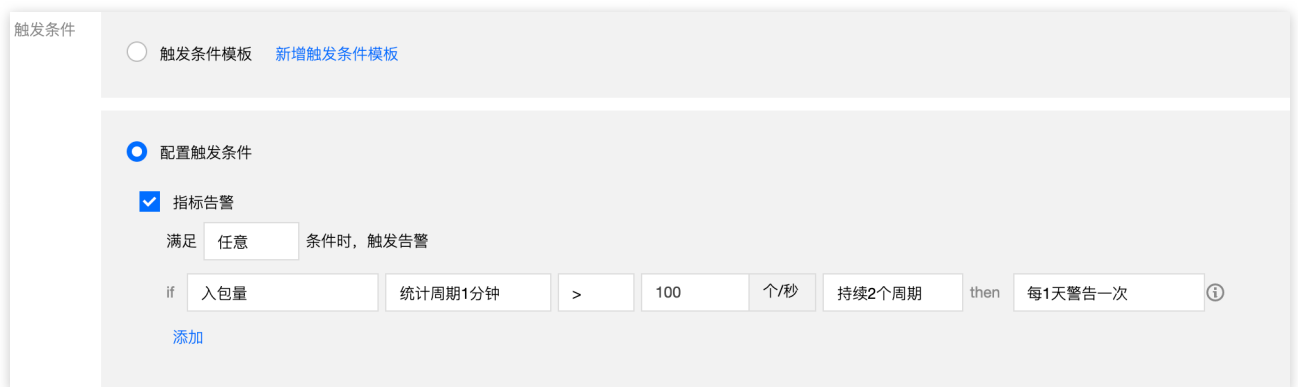 触发条件
触发条件模板 新增触发条件模板
配置触发条件
指标告警
满足 任意 条件时，触发告警
if 入包量 统计周期1分钟 > 100 个/秒 持续2个周期 then 每1天警告一次
添加